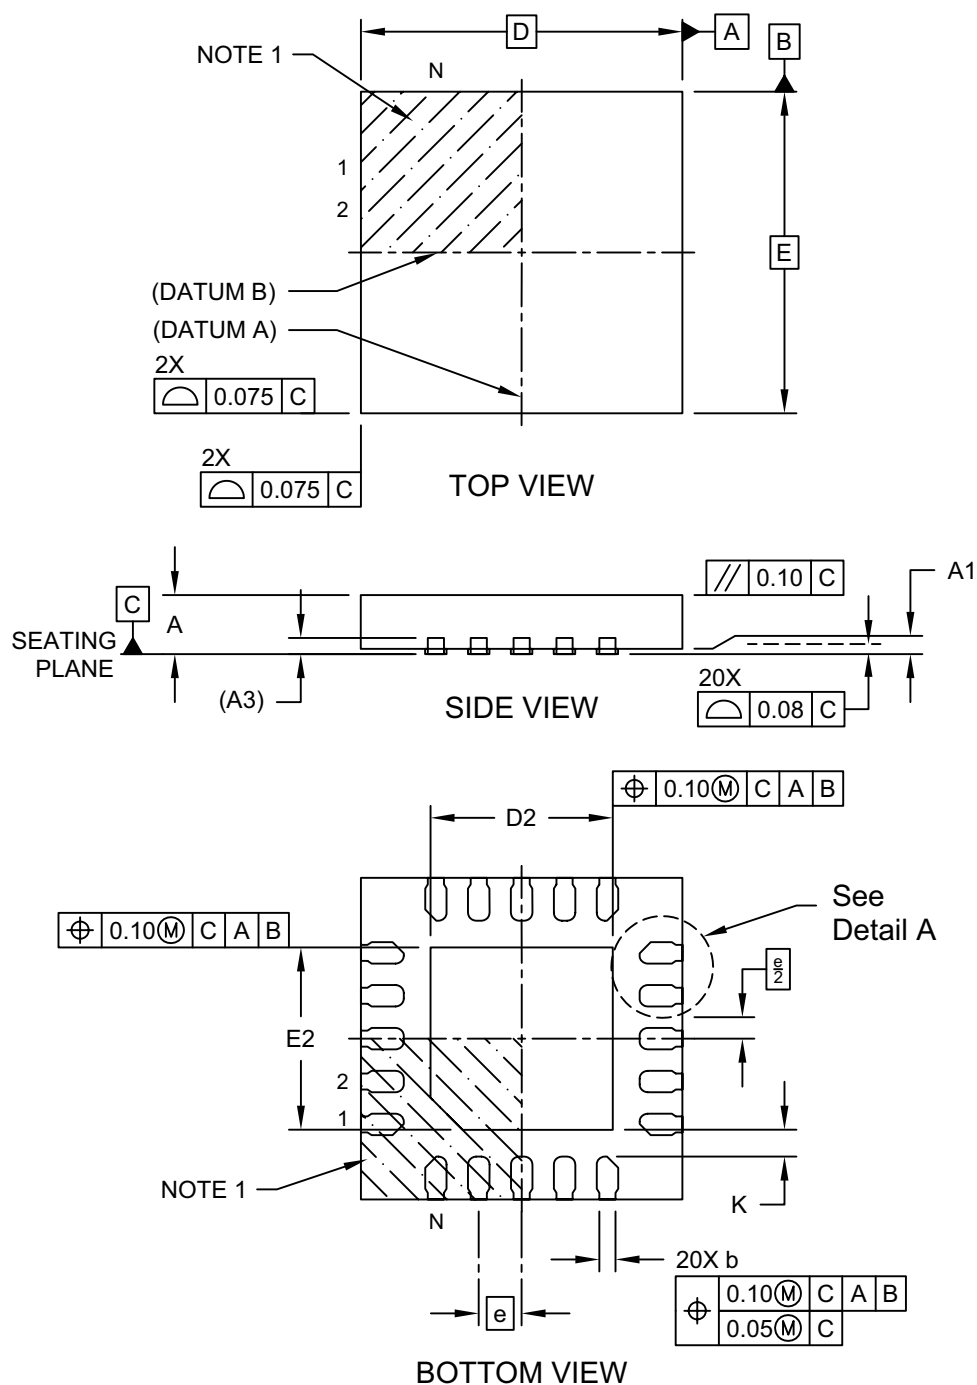 D
A
B
NOTE 1
N
1
2
E
(DATUM B)
(DATUM A)
2X
0.075 C
2X
0.075 C
TOP VIEW
C
A
SEATING
PLANE
(A3)
SIDE VIEW
// 0.10 C
A1
20X
0.08 C
D2
0.10 Ⓜ C A B
0.10 Ⓜ C A B
See
Detail A
e
2
E2
2
1
NOTE 1
N
K
20X b
0.10 Ⓜ C A B
0.05 Ⓜ C
e
BOTTOM VIEW